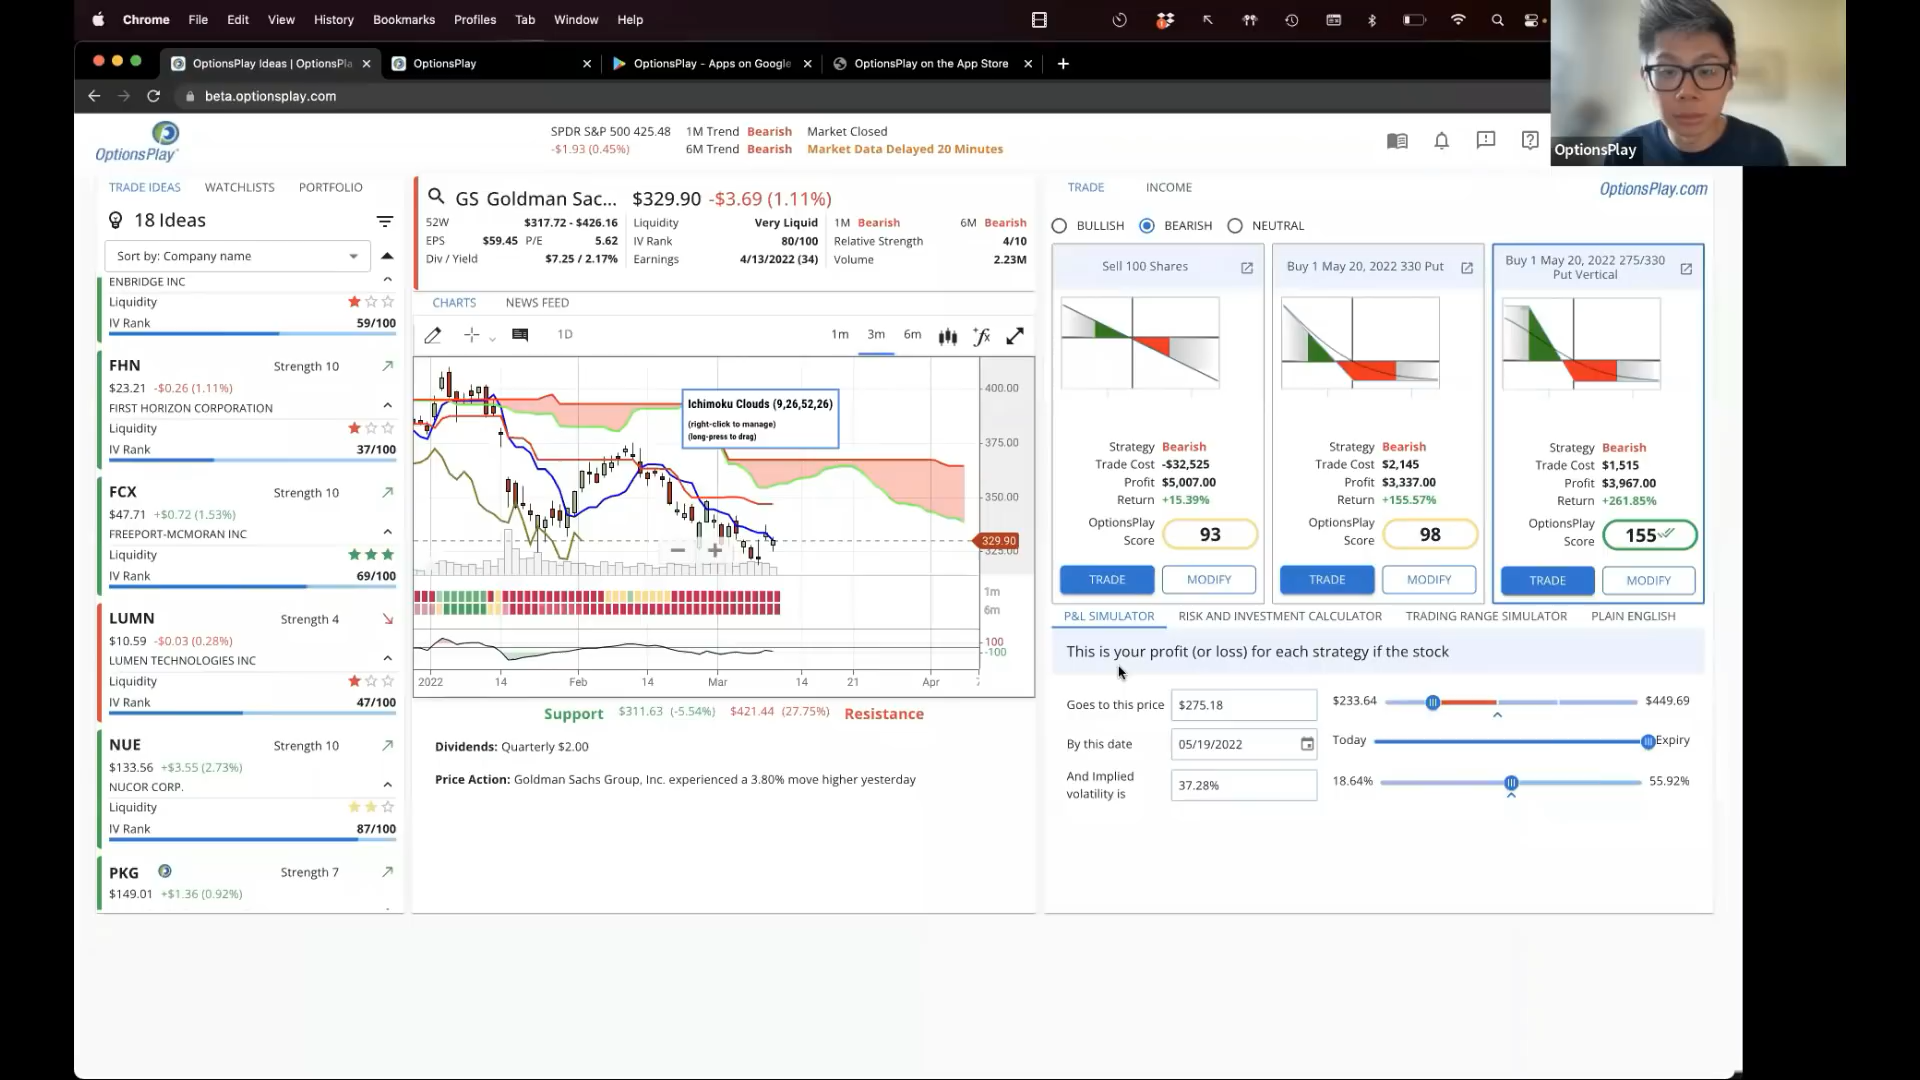 Chrome File Edit View History Bookmarks Profiles Tab Window Help
OptionsPlay Ideas | OptionsPla
OptionsPlay
OptionsPlay - Apps on Google
OptionsPlay on the App Store
beta.optionsplay.com
OptionsPlay
OptionsPlay
SPDR S&P 500 425.48 1M Trend Bearish Market Closed
-$1.93 (0.45%) 6M Trend Bearish Market Data Delayed 20 Minutes
TRADE IDEAS WATCHLISTS PORTFOLIO
18 Ideas
Sort by: Company name
ENBRIDGE INC
Liquidity
IV Rank 59/100
FHN Strength 10
$23.21 -$0.26 (1.11%)
FIRST HORIZON CORPORATION
Liquidity
IV Rank 37/100
FCX Strength 10
$47.71 +$0.72 (1.53%)
FREEPORT-MCMORAN INC
Liquidity
IV Rank 69/100
LUMN Strength 4
$10.59 -$0.03 (0.28%)
LUMEN TECHNOLOGIES INC
Liquidity
IV Rank 47/100
NUE Strength 10
$133.56 +$3.55 (2.73%)
NUCOR CORP.
Liquidity
IV Rank 87/100
PKG Strength 7
$149.01 +$1.36 (0.92%)
GS Goldman Sac... $329.90 -$3.69 (1.11%)
52W $317.72 - $426.16 Liquidity Very Liquid 1M Bearish 6M Bearish
EPS $59.45 P/E 5.62 IV Rank 80/100 Relative Strength 4/10
Div / Yield $7.25 / 2.17% Earnings 4/13/2022 (34) Volume 2.23M
CHARTS NEWS FEED
1D 1m 3m 6m
Ichimoku Clouds (9,26,52,26)
(right-click to manage)
(long-press to drag)
400.00
375.00
350.00
329.90
325.00
1m
6m
100
-100
2022 14 Feb 14 Mar 14 21 Apr
Support $311.63 (-5.54%) $421.44 (27.75%) Resistance
Dividends: Quarterly $2.00
Price Action: Goldman Sachs Group, Inc. experienced a 3.80% move higher yesterday
TRADE INCOME
OptionsPlay.com
BULLISH BEARISH NEUTRAL
Sell 100 Shares
Strategy Bearish
Trade Cost -$32,525
Profit $5,007.00
Return +15.39%
OptionsPlay
Score 93
TRADE MODIFY
Buy 1 May 20, 2022 330 Put
Strategy Bearish
Trade Cost $2,145
Profit $3,337.00
Return +155.57%
OptionsPlay
Score 98
TRADE MODIFY
Buy 1 May 20, 2022 275/330
Put Vertical
Strategy Bearish
Trade Cost $1,515
Profit $3,967.00
Return +261.85%
OptionsPlay
Score 155
TRADE MODIFY
P&L SIMULATOR RISK AND INVESTMENT CALCULATOR TRADING RANGE SIMULATOR PLAIN ENGLISH
This is your profit (or loss) for each strategy if the stock
Goes to this price $275.18 $233.64 $449.69
By this date 05/19/2022 Today Expiry
And Implied
volatility is 37.28% 18.64% 55.92%